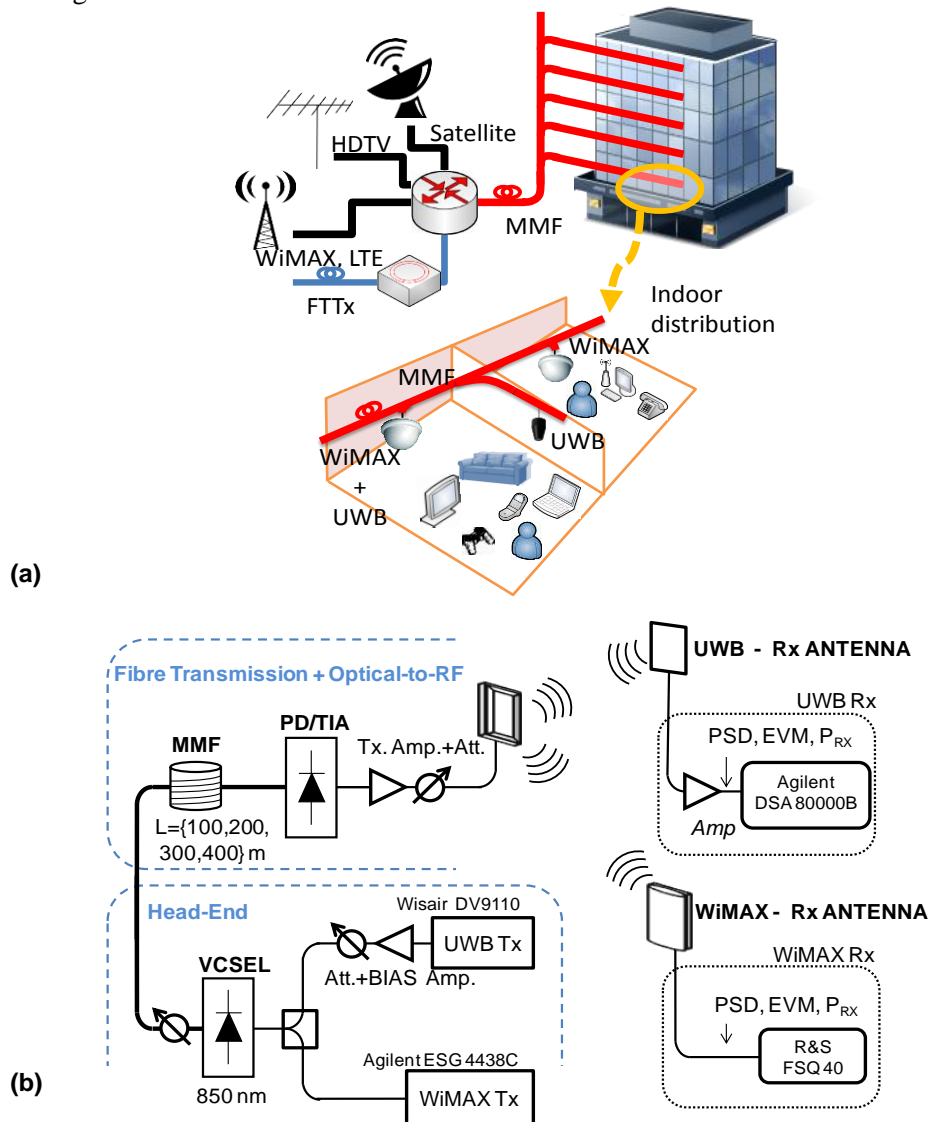 Satellite
HDTV
MMF
WiMAX, LTE
FTTx
Indoor
distribution
WiMAX
MMF
UWB
WiMAX
+
UWB
(a)
Fibre Transmission + Optical-to-RF
PD/TIA
MMF
Tx. Amp.+Att.
L={100,200,
300,400} m
UWB - Rx ANTENNA
UWB Rx
PSD, EVM, PRX
Agilent
DSA 80000B
Amp
Head-End
Wisair DV9110
UWB Tx
VCSEL
Att.+BIAS Amp.
Agilent ESG 4438C
850 nm
WiMAX Tx
WiMAX - Rx ANTENNA
WiMAX Rx
PSD, EVM, PRX
R&S
FSQ 40
(b)